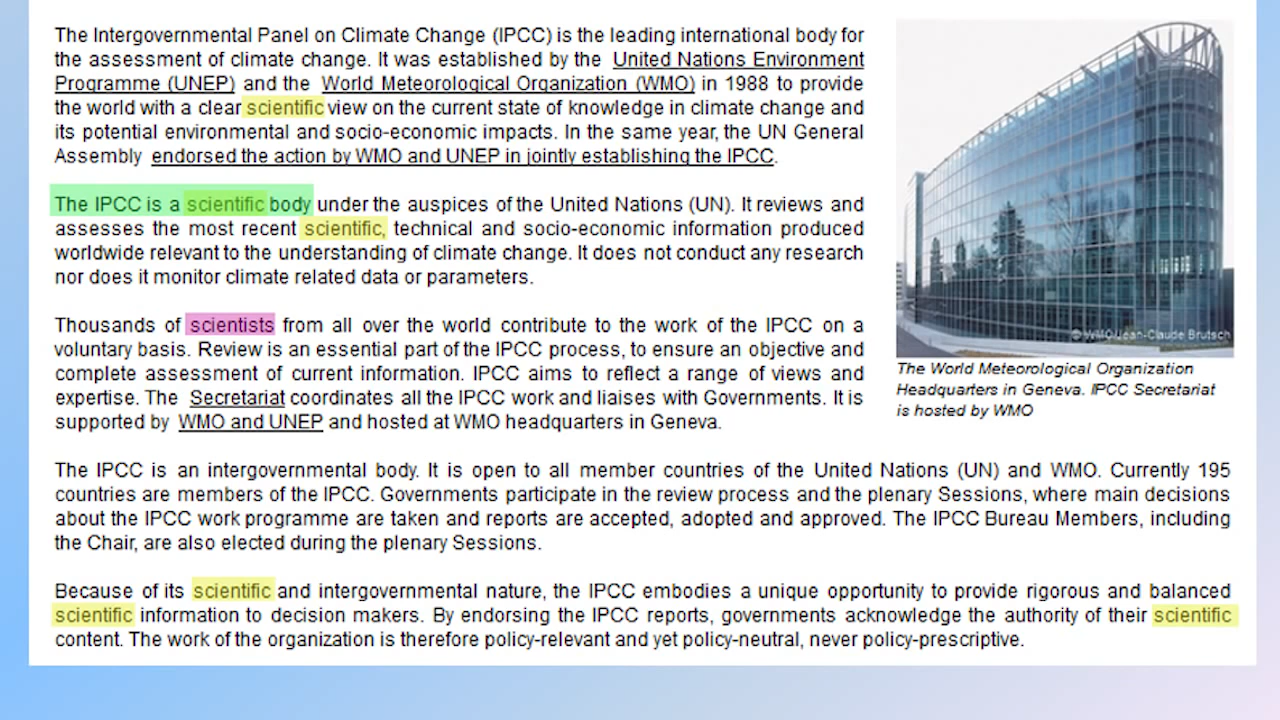 The Intergovernmental Panel on Climate Change (IPCC) is the leading international body for
the assessment of climate change. It was established by the United Nations Environment
Programme (UNEP) and the World Meteorological Organization (WMO) in 1988 to provide
the world with a clear scientific view on the current state of knowledge in climate change and
its potential environmental and socio-economic impacts. In the same year, the UN General
Assembly endorsed the action by WMO and UNEP in jointly establishing the IPCC.
The IPCC is a scientific body under the auspices of the United Nations (UN). It reviews and
assesses the most recent scientific, technical and socio-economic information produced
worldwide relevant to the understanding of climate change. It does not conduct any research
nor does it monitor climate related data or parameters.
Thousands of scientists from all over the world contribute to the work of the IPCC on a
voluntary basis. Review is an essential part of the IPCC process, to ensure an objective and
complete assessment of current information. IPCC aims to reflect a range of views and
expertise. The Secretariat coordinates all the IPCC work and liaises with Governments. It is
supported by WMO and UNEP and hosted at WMO headquarters in Geneva.
© WMO/Jean-Claude Brutsch
The World Meteorological Organization
Headquarters in Geneva. IPCC Secretariat
is hosted by WMO
The IPCC is an intergovernmental body. It is open to all member countries of the United Nations (UN) and WMO. Currently 195
countries are members of the IPCC. Governments participate in the review process and the plenary Sessions, where main decisions
about the IPCC work programme are taken and reports are accepted, adopted and approved. The IPCC Bureau Members, including
the Chair, are also elected during the plenary Sessions.
Because of its scientific and intergovernmental nature, the IPCC embodies a unique opportunity to provide rigorous and balanced
scientific information to decision makers. By endorsing the IPCC reports, governments acknowledge the authority of their scientific
content. The work of the organization is therefore policy-relevant and yet policy-neutral, never policy-prescriptive.